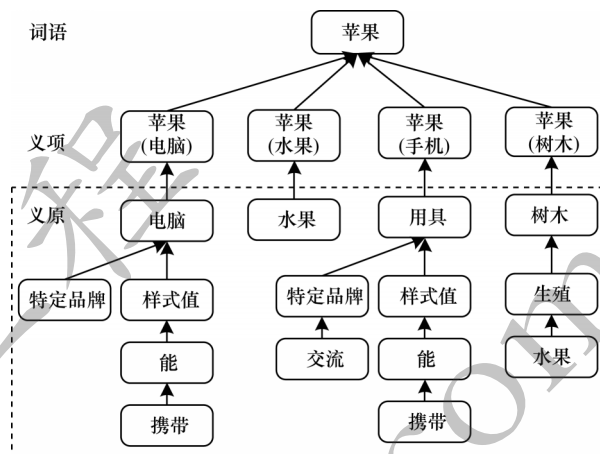 词语
苹果
义项
苹果
(电脑)
苹果
(水果)
苹果
(手机)
苹果
(树木)
义原
电脑
水果
用具
树木
特定品牌
样式值
特定品牌
样式值
生殖
能
交流
能
水果
携带
携带
程
om